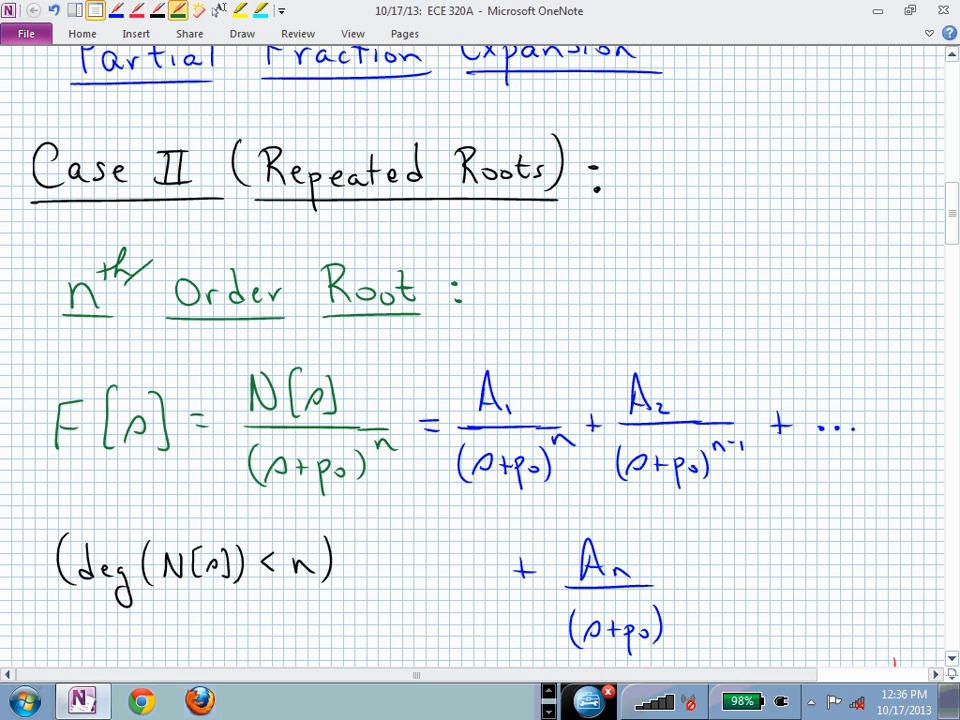 10/17/13: ECE 320A - Microsoft OneNote
File Home Insert Share Draw Review View Pages
Partial Fraction Expansion
Case II (Repeated Roots):
nth Order Root:
F[s] = N[s]/(s+p₀)ⁿ = A₁/(s+p₀)ⁿ + A₂/(s+p₀)ⁿ⁻¹ + ...
(deg(N[s]) < n) + Aₙ/(s+p₀)
98%
12:36 PM
10/17/2013